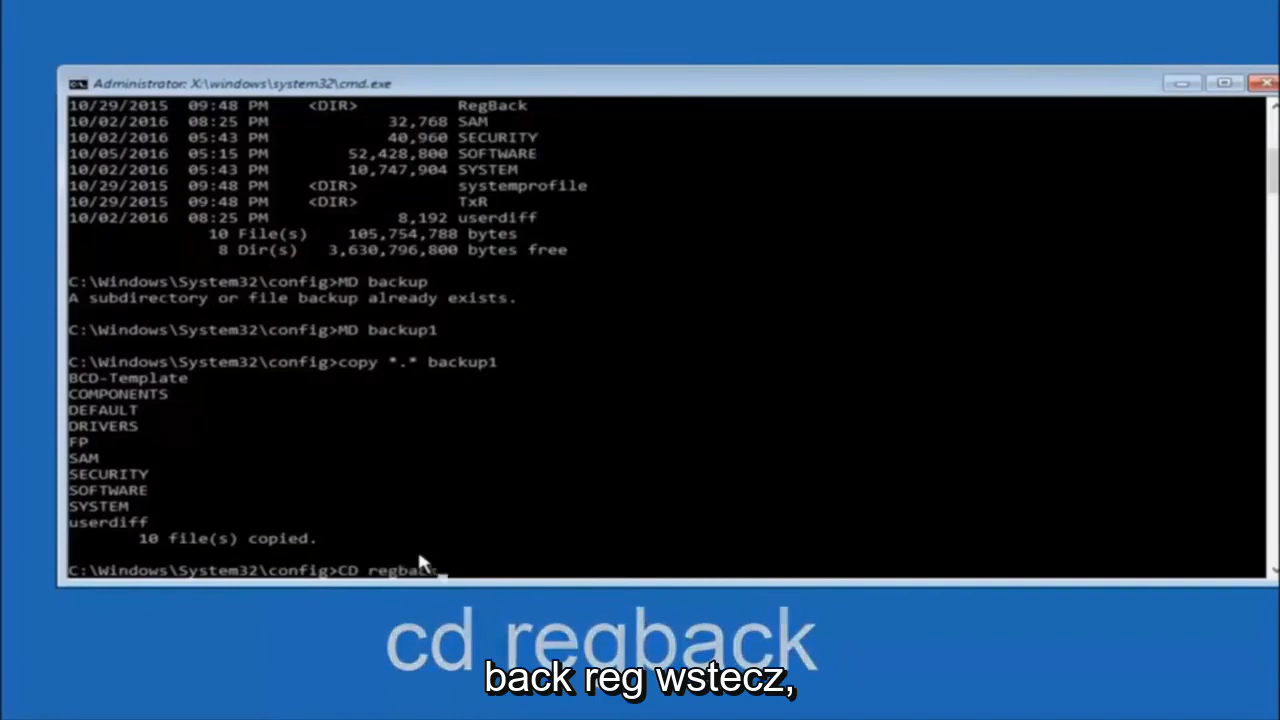 Administrator: X:\windows\system32\cmd.exe
10/29/2015 09:48 PM <DIR> RegBack
10/02/2016 08:25 PM 32,768 SAM
10/02/2016 05:43 PM 40,960 SECURITY
10/05/2016 05:15 PM 52,428,800 SOFTWARE
10/02/2016 05:43 PM 10,747,904 SYSTEM
10/29/2015 09:48 PM <DIR> systemprofile
10/29/2015 09:48 PM <DIR> TxR
10/02/2016 08:25 PM 8,192 userdiff
10 File(s) 105,754,788 bytes
8 Dir(s) 3,630,796,800 bytes free
C:\Windows\System32\config>MD backup
A subdirectory or file backup already exists.
C:\Windows\System32\config>MD backup1
C:\Windows\System32\config>copy *.* backup1
BCD-Template
COMPONENTS
DEFAULT
DRIVERS
FP
SAM
SECURITY
SOFTWARE
SYSTEM
userdiff
10 file(s) copied.
C:\Windows\System32\config>CD regback_
cd regback
back reg wstecz,